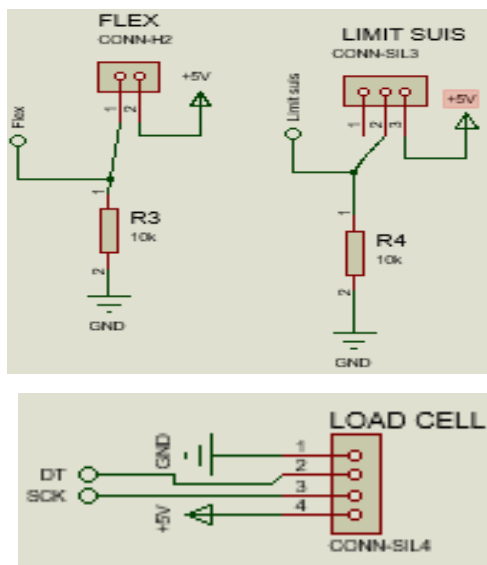 FLEX
CONN-H2
+5V
1
2
Flex
1
R3
10k
2
GND
LIMIT SUIS
CONN-SIL3
+5V
1
2
3
Limit suis
1
R4
10k
2
GND
LOAD CELL
GND
1
DT
2
SCK
3
+5V
4
CONN-SIL4